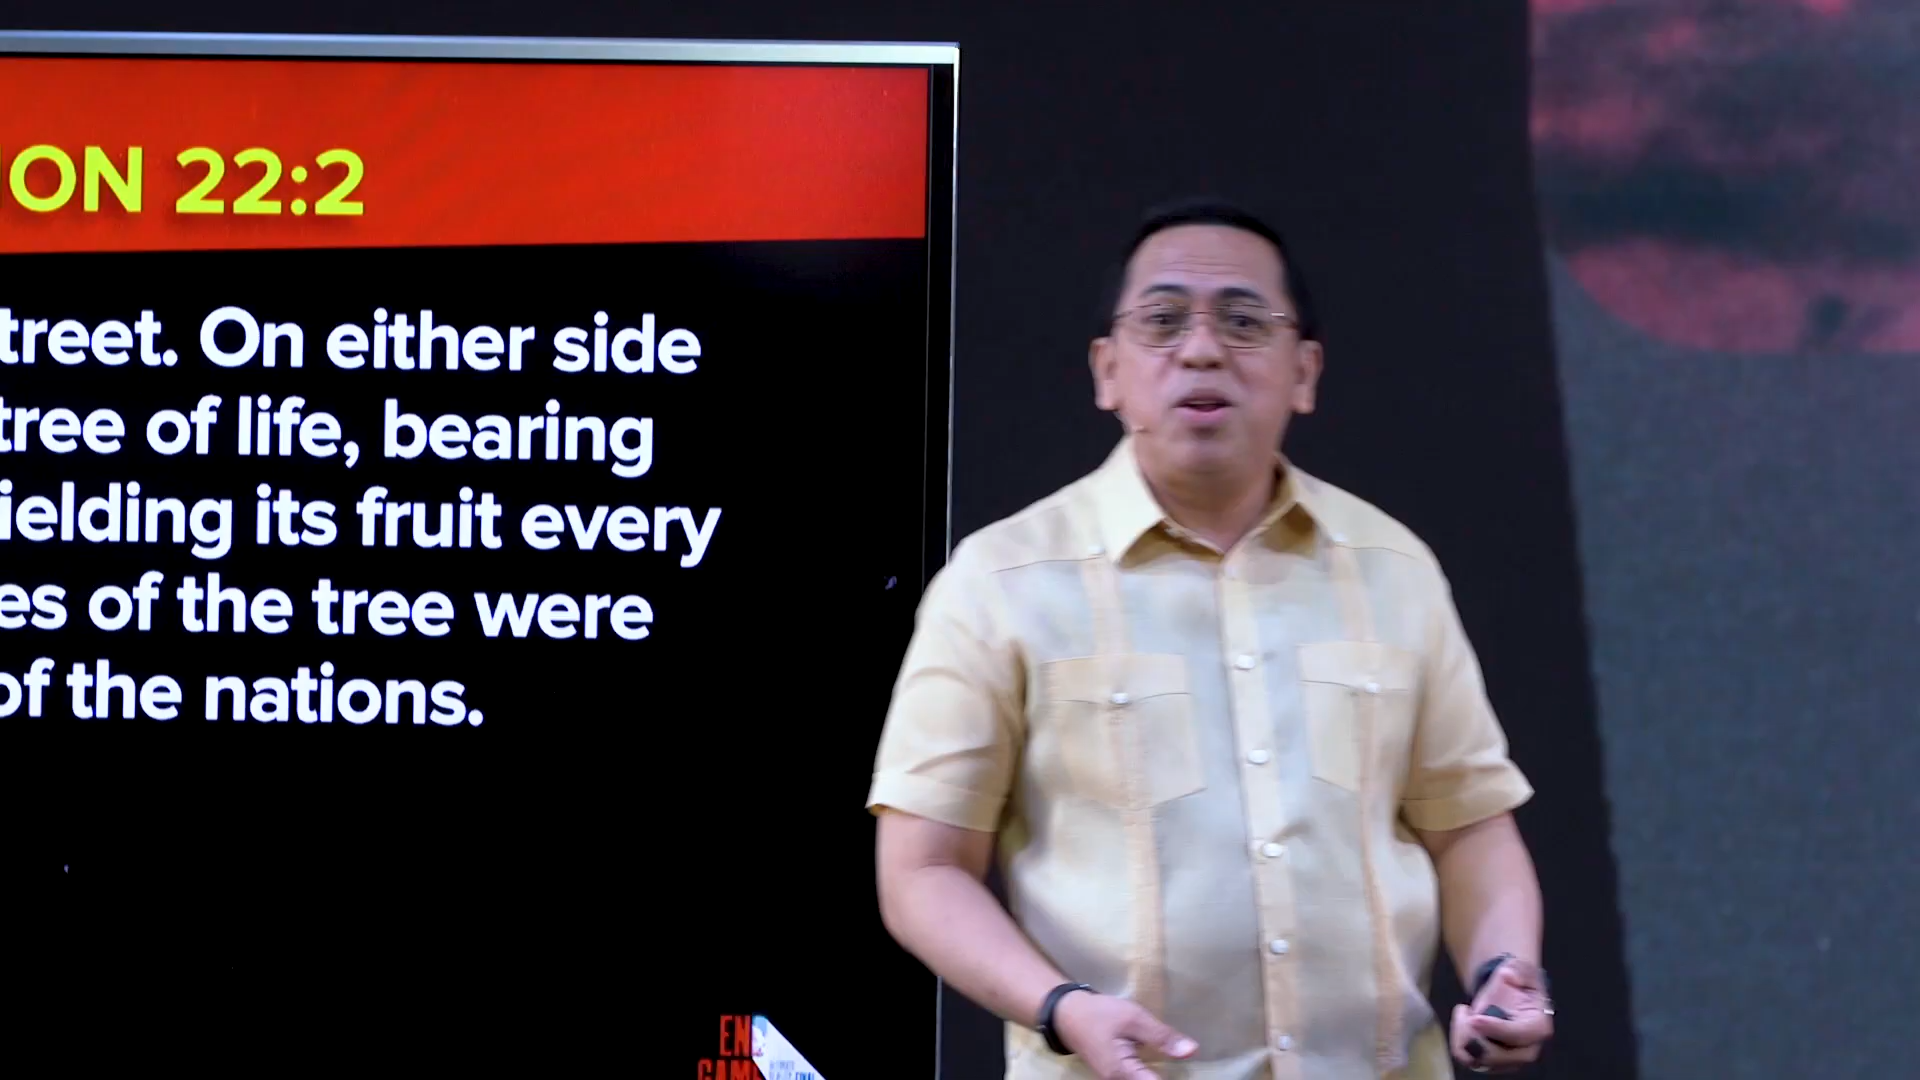 ION 22:2
treet. On either side
tree of life, bearing
ielding its fruit every
es of the tree were
of the nations.
EN
GAM